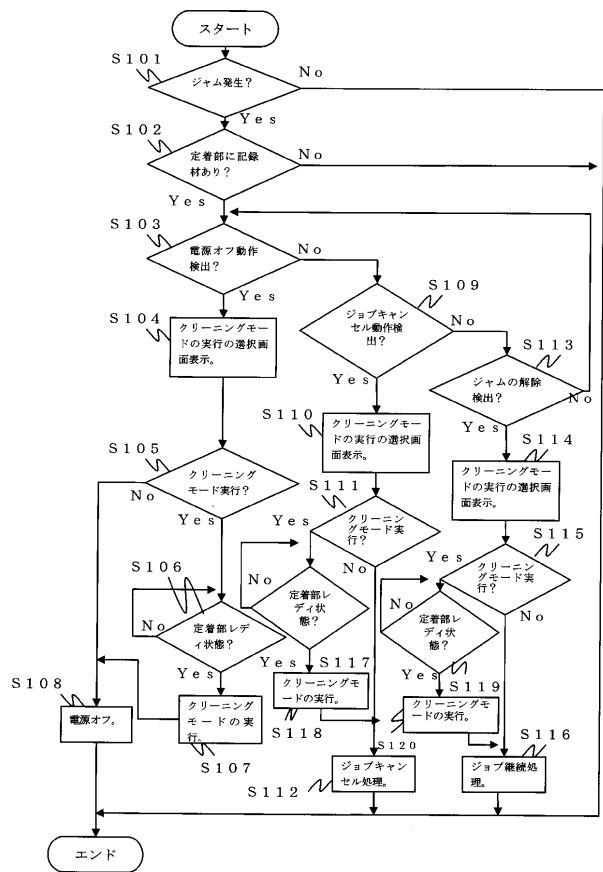 スタート
S101
ジャム発生?
No
Yes
S102
定着部に記録
材あり?
No
Yes
S103
電源オフ動作
検出?
No
Yes
S104
クリーニングモー
ドの実行の選択画
面表示。
S109
ジョブキャン
セル動作検
出?
No
Yes
S113
ジャムの解除
検出?
No
Yes
S110
クリーニングモー
ドの実行の選択画
面表示。
S114
クリーニングモー
ドの実行の選択画
面表示。
S105
クリーニング
モード実行?
No
Yes
S111
クリーニン
グモード実
行?
Yes
No
S115
クリーニン
グモード実
行?
Yes
No
S106
定着部レデ
ィ状態?
No
Yes
定着部レ
ディ状
態?
No
Yes
S117
定着部レ
ディ状
態?
No
Yes
S119
S108
電源オフ。
クリーニング
モードの実
行。
S107
クリーニングモ
ードの実行。
S118
クリーニングモ
ードの実行。
S120
S112
ジョブキャン
セル処理。
S116
ジョブ継続処
理。
エンド